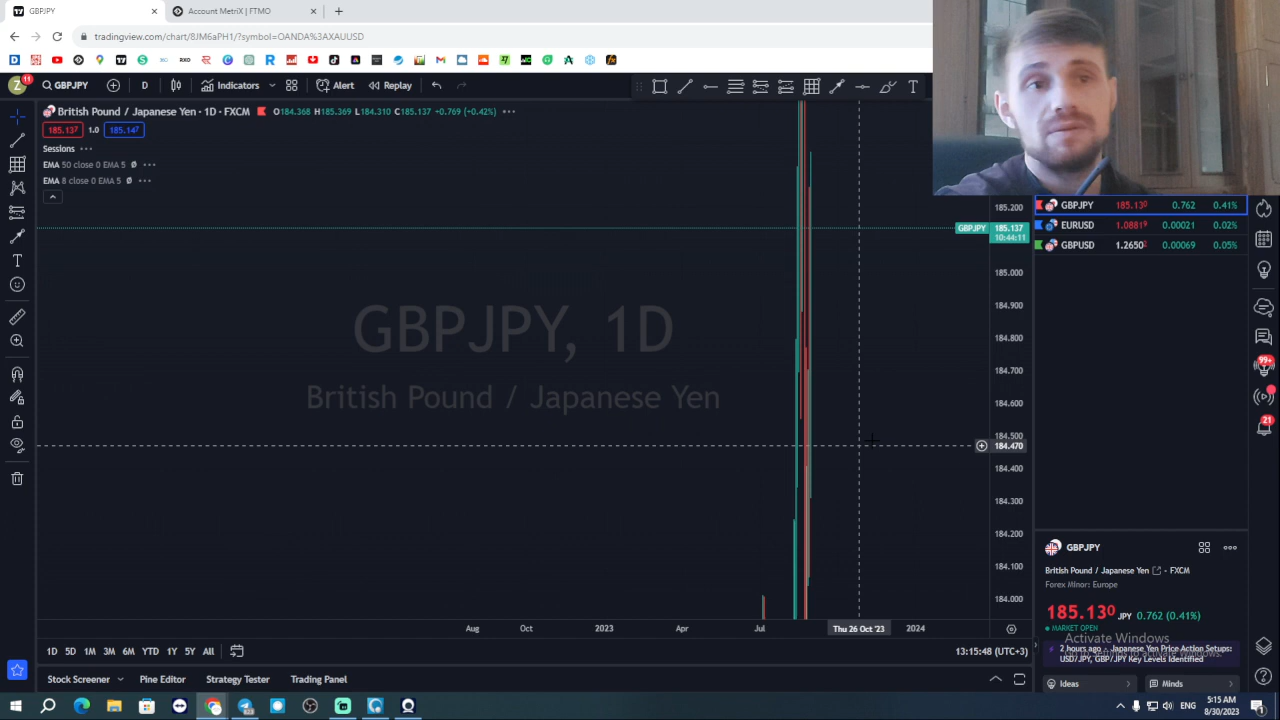 GBPJPY
Account MetriX | FTMO
tradingview.com/chart/8JM6aPH1/?symbol=OANDA%3AXAUUSD
Z 11 GBPJPY D Indicators Alert Replay
British Pound / Japanese Yen · 1D · FXCM O184.368 H185.369 L184.310 C185.137 +0.769 (+0.42%)
185.137 1.0 185.147
Sessions
EMA 50 close 0 EMA 5
EMA 8 close 0 EMA 5
GBPJPY, 1D
British Pound / Japanese Yen
185.200
GBPJPY 185.137
10:44:11
185.000
184.900
184.800
184.700
184.600
184.500
184.470
184.400
184.300
184.200
184.100
184.000
Aug Oct 2023 Apr Jul Thu 26 Oct '23 2024
1D 5D 1M 3M 6M YTD 1Y 5Y All
13:15:48 (UTC+3)
Stock Screener Pine Editor Strategy Tester Trading Panel
GBPJPY 185.130 0.762 0.41%
EURUSD 1.08819 0.00021 0.02%
GBPUSD 1.2650 0.00069 0.05%
99+
21
GBPJPY
British Pound / Japanese Yen · FXCM
Forex Minor: Europe
185.130 JPY 0.762 (0.41%)
MARKET OPEN
Activate Windows
2 hours ago · Japanese Yen Price Action Setups:
USD/JPY, GBP/JPY Key Levels Identified
Ideas Minds
ENG
5:15 AM
8/30/2023